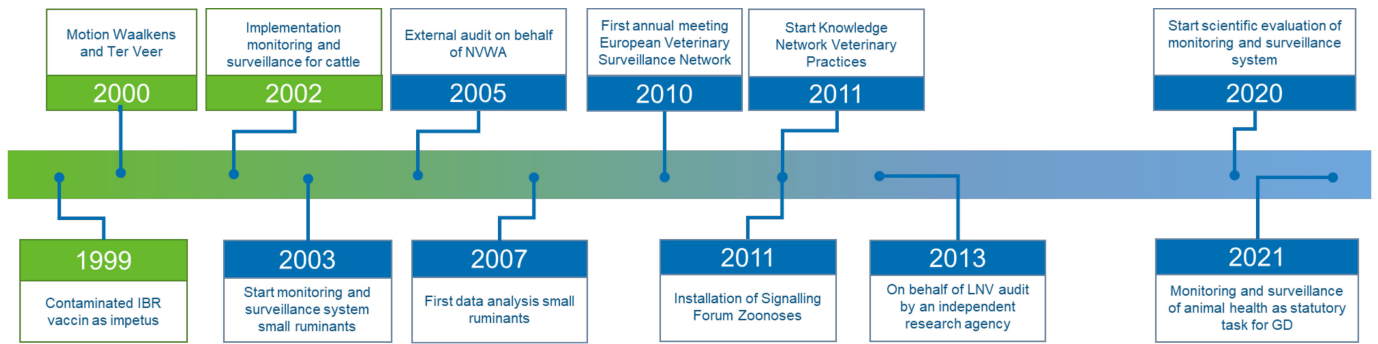 Motion Waalkens
and Ter Veer
2000
Implementation
monitoring and
surveillance for cattle
2002
External audit on behalf
of NVWA
2005
First annual meeting
European Veterinary
Surveillance Network
2010
Start Knowledge
Network Veterinary
Practices
2011
Start scientific evaluation of
monitoring and surveillance
system
2020
1999
Contaminated IBR
vaccin as impetus
2003
Start monitoring and
surveillance system
small ruminants
2007
First data analysis small
ruminants
2011
Installation of Signalling
Forum Zoonoses
2013
On behalf of LNV audit
by an independent
research agency
2021
Monitoring and surveillance
of animal health as statutory
task for GD